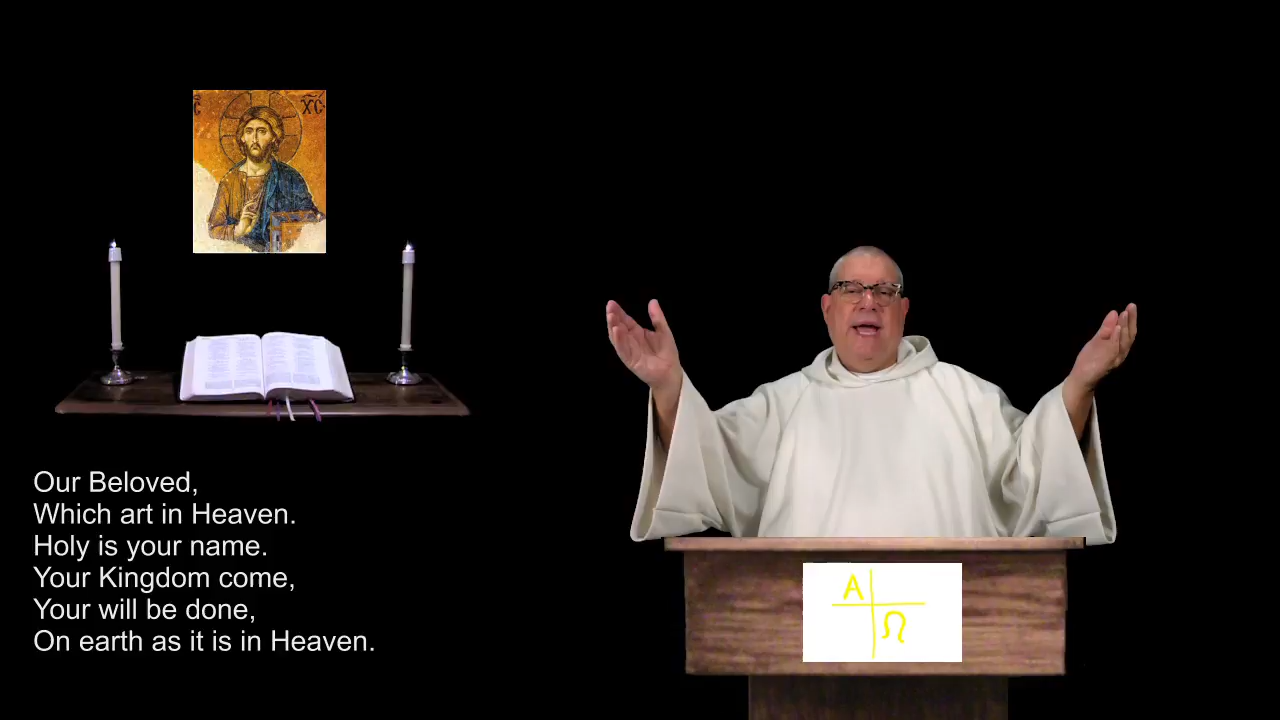 C̅
X̅C̅
Our Beloved,
Which art in Heaven.
Holy is your name.
Your Kingdom come,
Your will be done,
On earth as it is in Heaven.
A
Ω